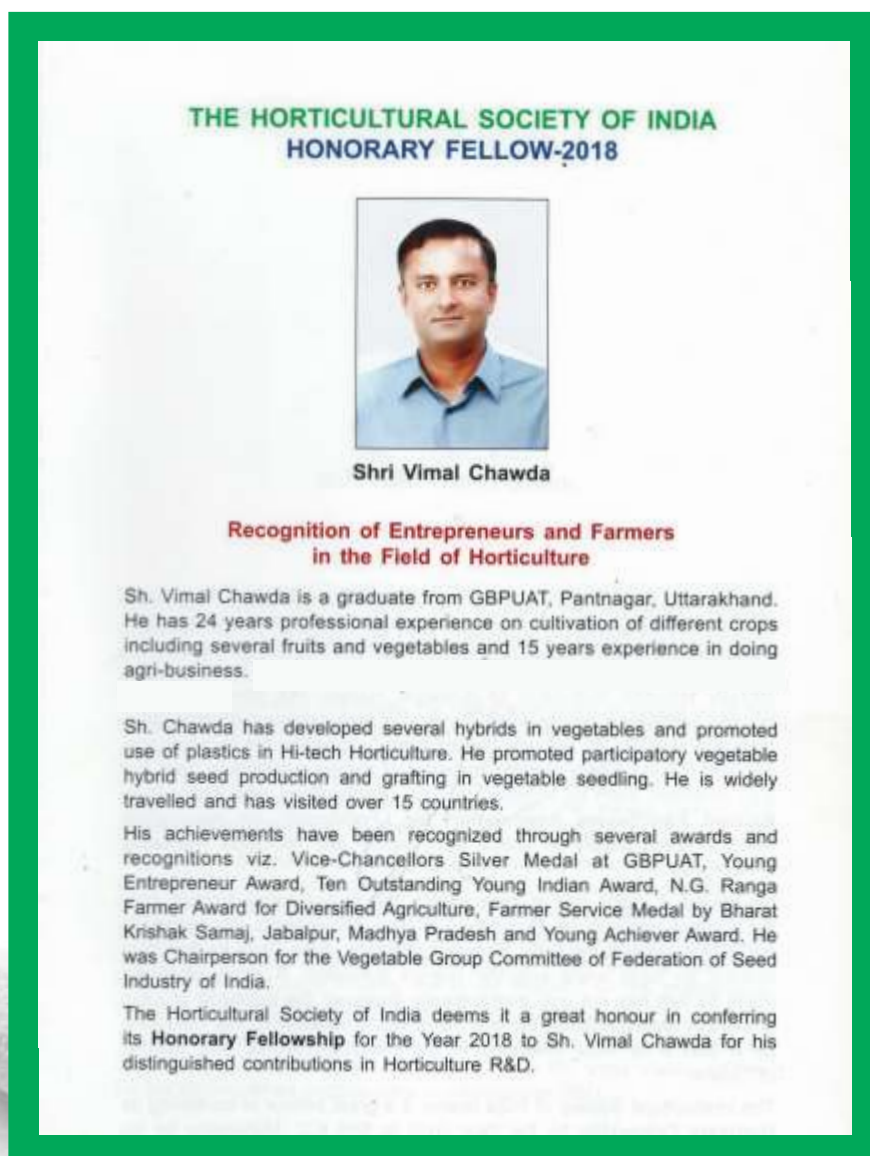 THE HORTICULTURAL SOCIETY OF INDIA
HONORARY FELLOW-2018
Shri Vimal Chawda
Recognition of Entrepreneurs and Farmers
in the Field of Horticulture
Sh. Vimal Chawda is a graduate from GBPUAT, Pantnagar, Uttarakhand.
He has 24 years professional experience on cultivation of different crops
including several fruits and vegetables and 15 years experience in doing
agri-business.
Sh. Chawda has developed several hybrids in vegetables and promoted
use of plastics in Hi-tech Horticulture. He promoted participatory vegetable
hybrid seed production and grafting in vegetable seedling. He is widely
travelled and has visited over 15 countries.
His achievements have been recognized through several awards and
recognitions viz. Vice-Chancellors Silver Medal at GBPUAT, Young
Entrepreneur Award, Ten Outstanding Young Indian Award, N.G. Ranga
Farmer Award for Diversified Agriculture, Farmer Service Medal by Bharat
Krishak Samaj, Jabalpur, Madhya Pradesh and Young Achiever Award. He
was Chairperson for the Vegetable Group Committee of Federation of Seed
Industry of India.
The Horticultural Society of India deems it a great honour in conferring
its Honorary Fellowship for the Year 2018 to Sh. Vimal Chawda for his
distinguished contributions in Horticulture R&D.